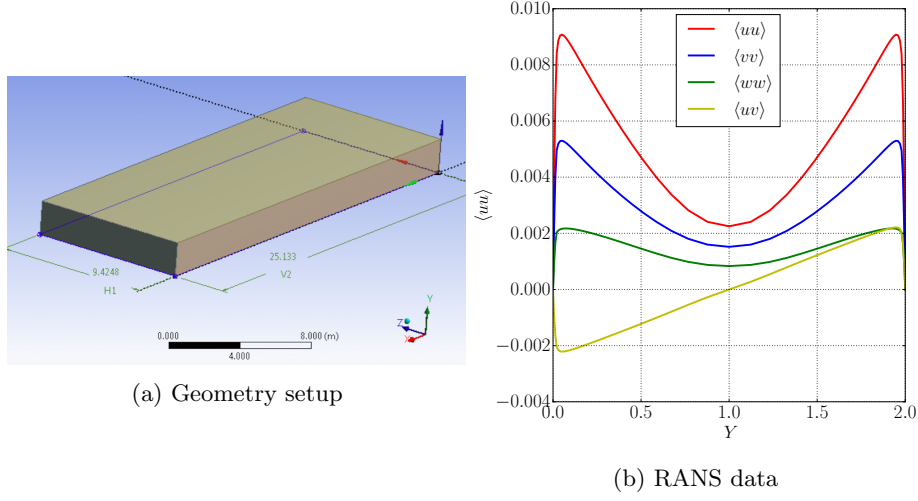 9.4248
H1
25.133
V2
0.000
8.000 (m)
4.000
Y
Z
X
(a) Geometry setup
0.010
0.008
0.006
0.004
0.002
0.000
−0.002
−0.004
⟨uu⟩
⟨uu⟩
⟨vv⟩
⟨ww⟩
⟨uv⟩
0.0 0.5 1.0 1.5 2.0
Y
(b) RANS data